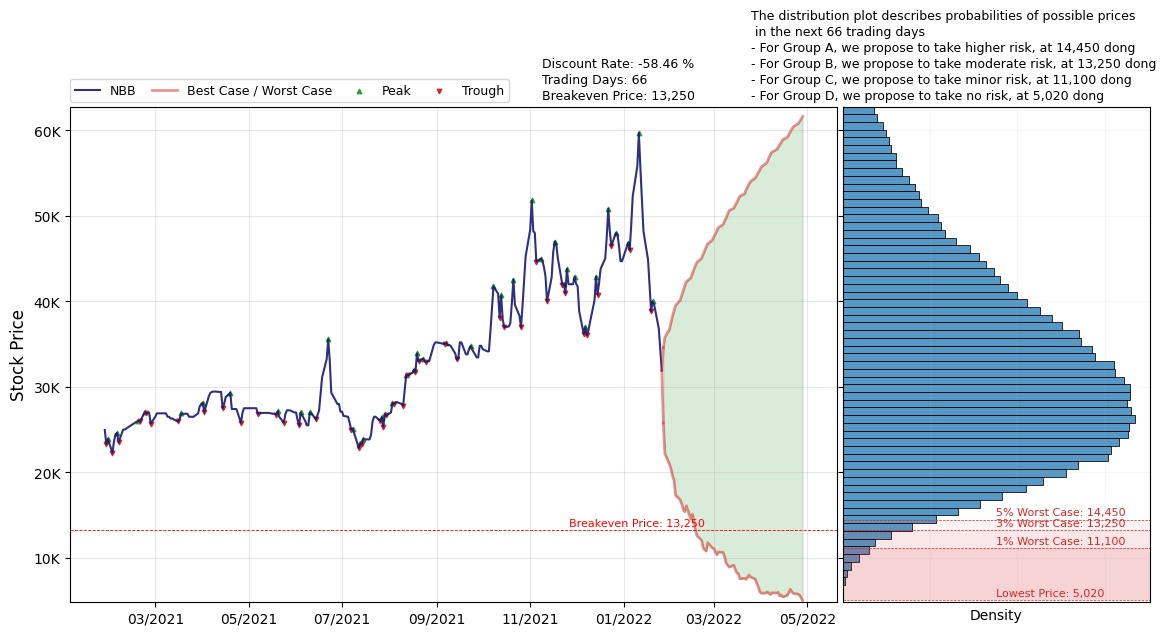 The distribution plot describes probabilities of possible prices
in the next 66 trading days
- For Group A, we propose to take higher risk, at 14,450 dong
- For Group B, we propose to take moderate risk, at 13,250 dong
- For Group C, we propose to take minor risk, at 11,100 dong
- For Group D, we propose to take no risk, at 5,020 dong
Discount Rate: -58.46 %
Trading Days: 66
Breakeven Price: 13,250
NBB
Best Case / Worst Case
Peak
Trough
Stock Price
60K
50K
40K
30K
20K
10K
Breakeven Price: 13,250
03/2021
05/2021
07/2021
09/2021
11/2021
01/2022
03/2022
05/2022
5% Worst Case: 14,450
3% Worst Case: 13,250
1% Worst Case: 11,100
Lowest Price: 5,020
Density